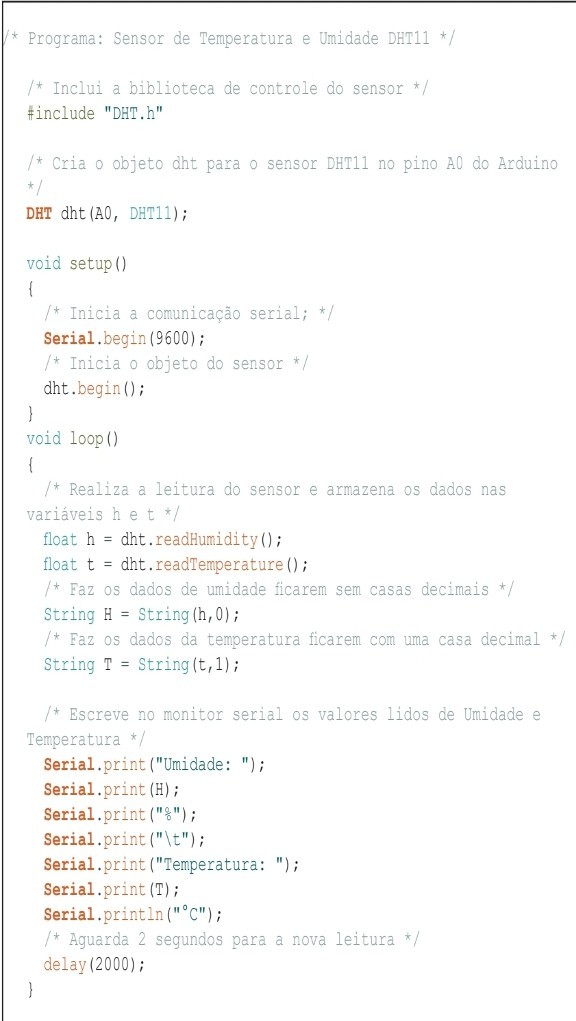 /* Programa: Sensor de Temperatura e Umidade DHT11 */
/* Inclui a biblioteca de controle do sensor */
#include "DHT.h"
/* Cria o objeto dht para o sensor DHT11 no pino A0 do Arduino
*/
DHT dht(A0, DHT11);
void setup()
{
/* Inicia a comunicação serial; */
Serial.begin(9600);
/* Inicia o objeto do sensor */
dht.begin();
}
void loop()
{
/* Realiza a leitura do sensor e armazena os dados nas
variáveis h e t */
float h = dht.readHumidity();
float t = dht.readTemperature();
/* Faz os dados de umidade ficarem sem casas decimais */
String H = String(h,0);
/* Faz os dados da temperatura ficarem com uma casa decimal */
String T = String(t,1);
/* Escreve no monitor serial os valores lidos de Umidade e
Temperatura */
Serial.print("Umidade: ");
Serial.print(H);
Serial.print("%");
Serial.print("\t");
Serial.print("Temperatura: ");
Serial.print(T);
Serial.println("°C");
/* Aguarda 2 segundos para a nova leitura */
delay(2000);
}